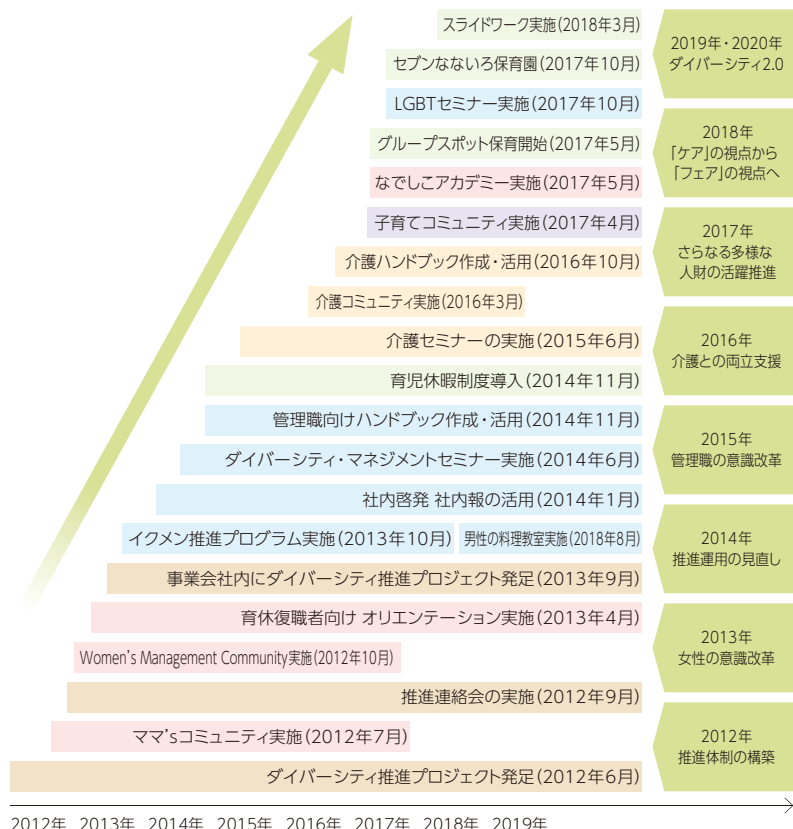 スライドワーク実施(2018年3月)
セブンなないろ保育園(2017年10月)
LGBTセミナー実施(2017年10月)
グループスポット保育開始(2017年5月)
なでしこアカデミー実施(2017年5月)
子育てコミュニティ実施(2017年4月)
介護ハンドブック作成・活用(2016年10月)
介護コミュニティ実施(2016年3月)
介護セミナーの実施(2015年6月)
育児休暇制度導入(2014年11月)
管理職向けハンドブック作成・活用(2014年11月)
ダイバーシティ・マネジメントセミナー実施(2014年6月)
社内啓発 社内報の活用(2014年1月)
イクメン推進プログラム実施(2013年10月) 男性の料理教室実施(2018年8月)
事業会社内にダイバーシティ推進プロジェクト発足(2013年9月)
育休復職者向け オリエンテーション実施(2013年4月)
Women's Management Community実施(2012年10月)
推進連絡会の実施(2012年9月)
ママ'sコミュニティ実施(2012年7月)
ダイバーシティ推進プロジェクト発足(2012年6月)
2019年・2020年
ダイバーシティ2.0
2018年
「ケア」の視点から
「フェア」の視点へ
2017年
さらなる多様な
人財の活躍推進
2016年
介護との両立支援
2015年
管理職の意識改革
2014年
推進運用の見直し
2013年
女性の意識改革
2012年
推進体制の構築
2012年 2013年 2014年 2015年 2016年 2017年 2018年 2019年